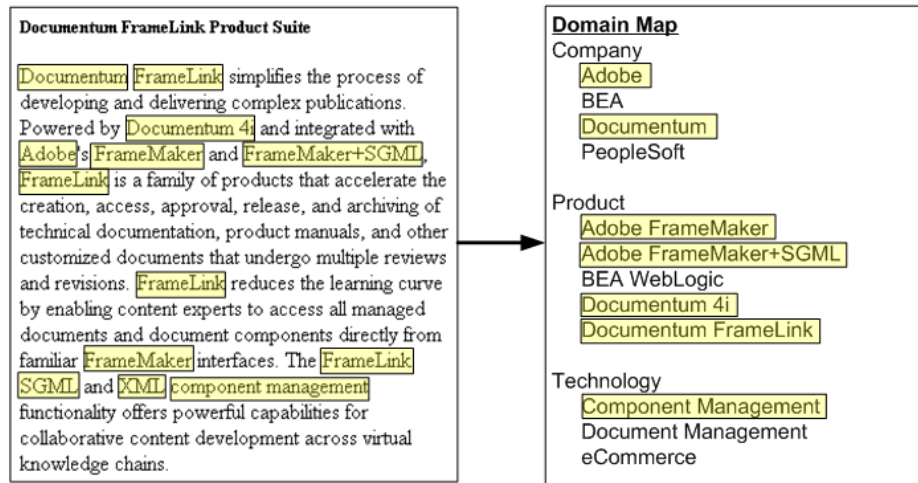 Documentum FrameLink Product Suite
Documentum FrameLink simplifies the process of
developing and delivering complex publications.
Powered by Documentum 4i and integrated with
Adobe's FrameMaker and FrameMaker+SGML,
FrameLink is a family of products that accelerate the
creation, access, approval, release, and archiving of
technical documentation, product manuals, and other
customized documents that undergo multiple reviews
and revisions. FrameLink reduces the learning curve
by enabling content experts to access all managed
documents and document components directly from
familiar FrameMaker interfaces. The FrameLink
SGML and XML component management
functionality offers powerful capabilities for
collaborative content development across virtual
knowledge chains.
Domain Map
Company
Adobe
BEA
Documentum
PeopleSoft
Product
Adobe FrameMaker
Adobe FrameMaker+SGML
BEA WebLogic
Documentum 4i
Documentum FrameLink
Technology
Component Management
Document Management
eCommerce